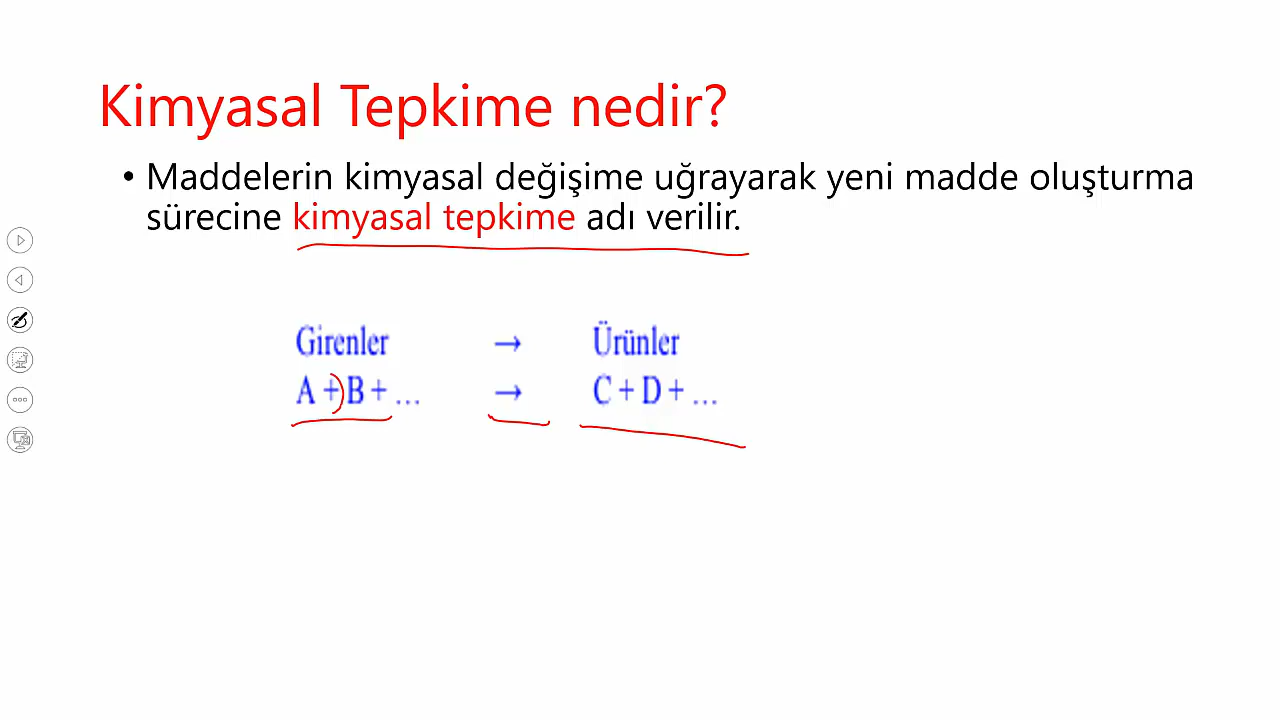 Kimyasal Tepkime nedir?
• Maddelerin kimyasal değişime uğrayarak yeni madde oluşturma
sürecine kimyasal tepkime adı verilir.
Girenler → Ürünler
A + B + ... → C + D + ...